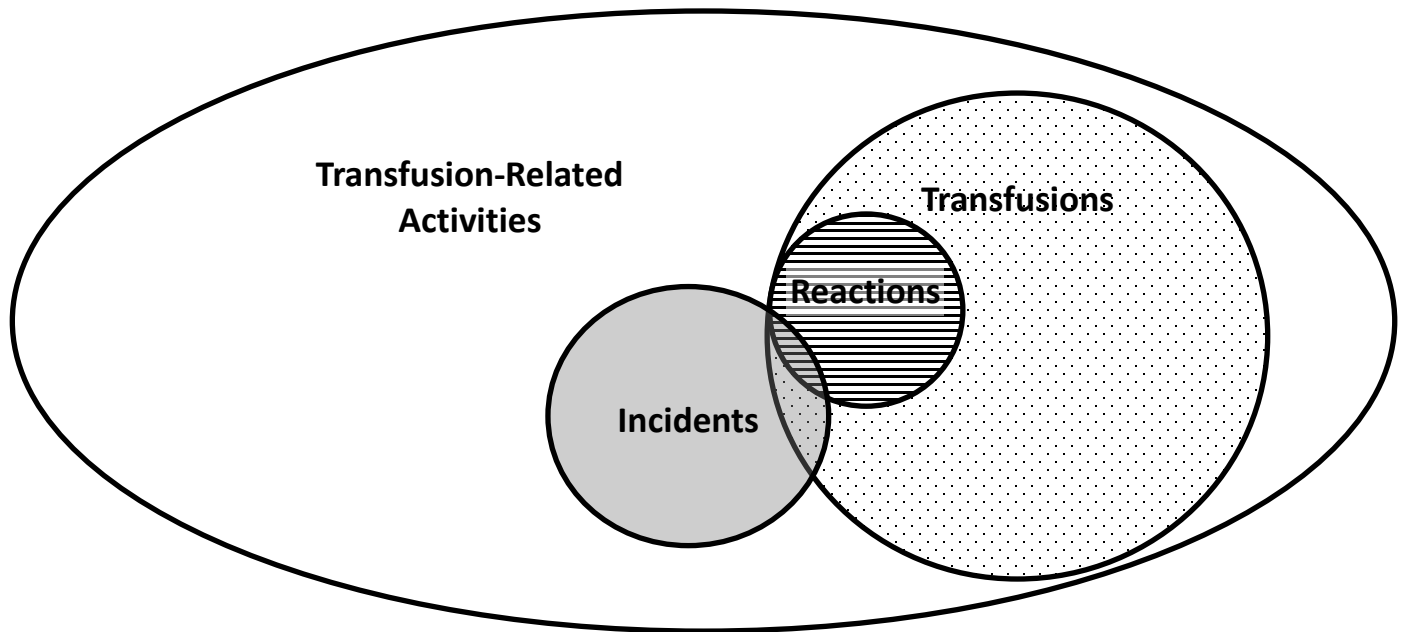 Transfusion-Related
Activities
Transfusions
Reactions
Incidents